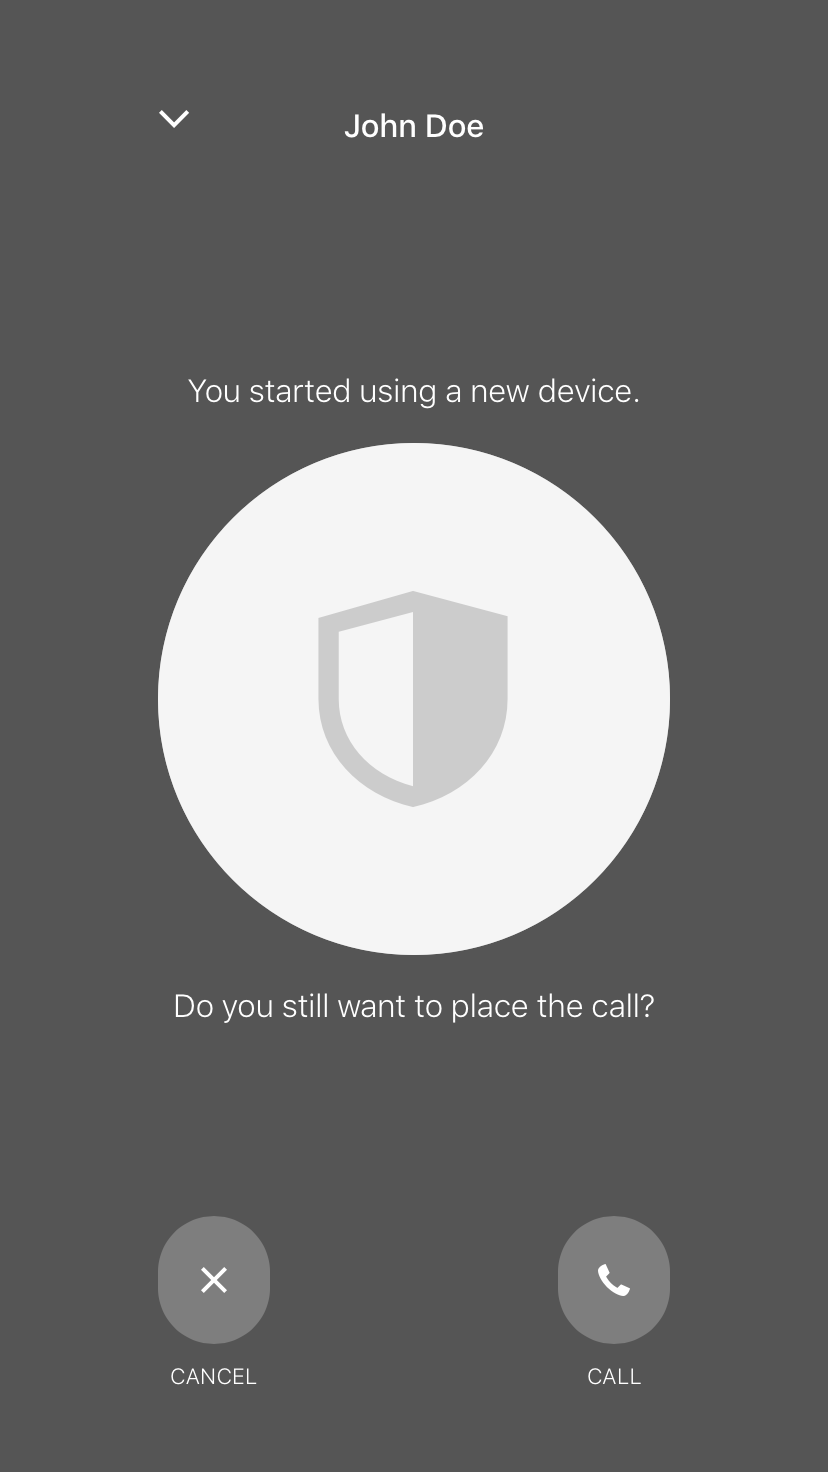 John Doe
You started using a new device.
Do you still want to place the call?
CANCEL
CALL